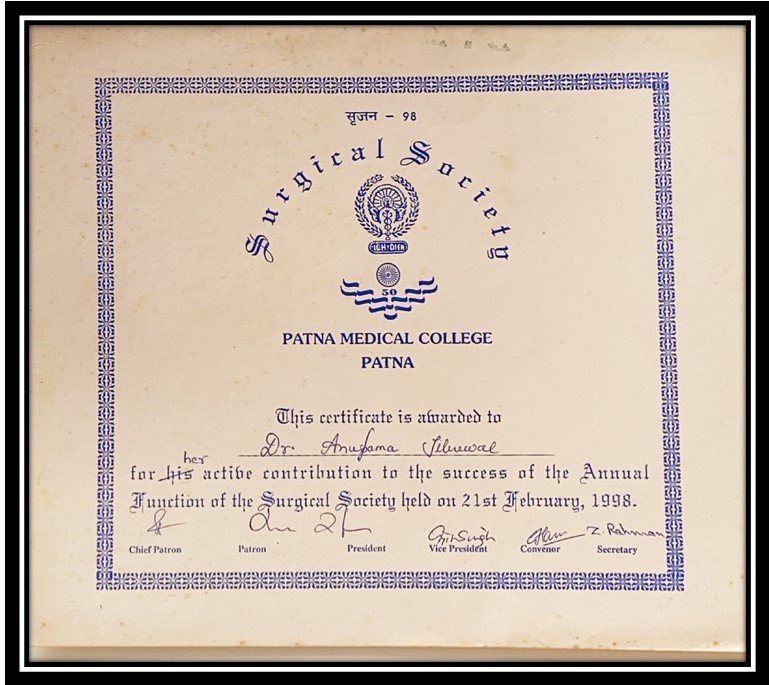 सृजन - 98
Surgical Society
ICH DIEN
50
PATNA MEDICAL COLLEGE
PATNA
This certificate is awarded to
Dr. Anupama
her
for his active contribution to the success of the Annual
Function of the Surgical Society held on 21st February, 1998.
Z. Rahman
Chief Patron Patron President Vice President Convenor Secretary